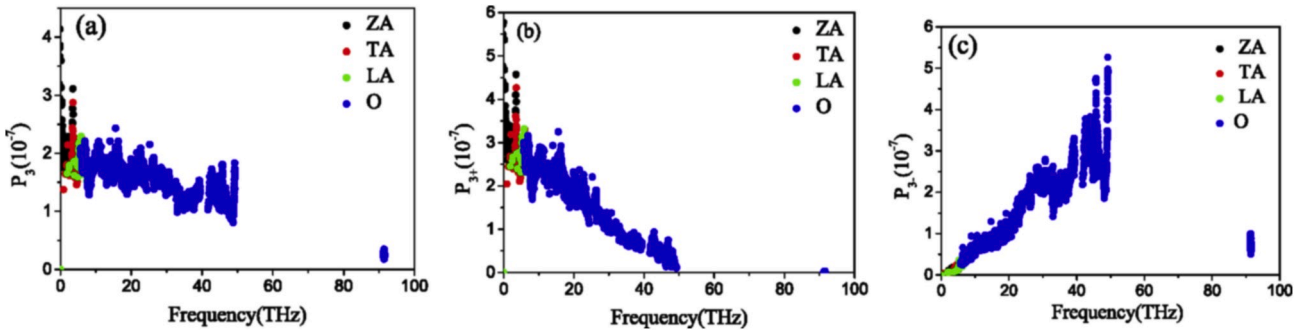 (a)
ZA
TA
LA
O
4
3
2
1
0
P3(10-7)
0 20 40 60 80 100
Frequency(THz)
(b)
ZA
TA
LA
O
6
5
4
3
2
1
0
P3+(10-7)
0 20 40 60 80 100
Frequency(THz)
(c)
ZA
TA
LA
O
6
5
4
3
2
1
0
P3-(10-7)
0 20 40 60 80 100
Frequency(THz)